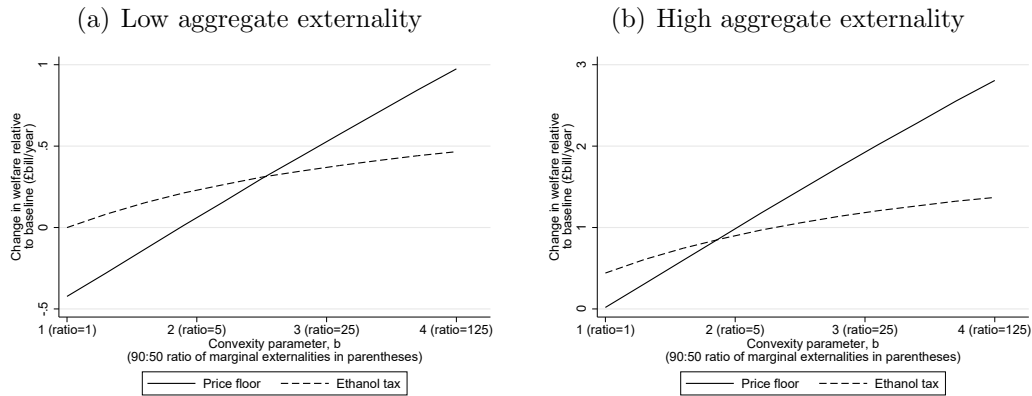 (a) Low aggregate externality
Change in welfare relative
to baseline (£bill/year)
1
.5
0
-.5
1 (ratio=1)
2 (ratio=5)
3 (ratio=25)
4 (ratio=125)
Convexity parameter, b
(90:50 ratio of marginal externalities in parentheses)
Price floor
Ethanol tax
(b) High aggregate externality
Change in welfare relative
to baseline (£bill/year)
3
2
1
0
1 (ratio=1)
2 (ratio=5)
3 (ratio=25)
4 (ratio=125)
Convexity parameter, b
(90:50 ratio of marginal externalities in parentheses)
Price floor
Ethanol tax